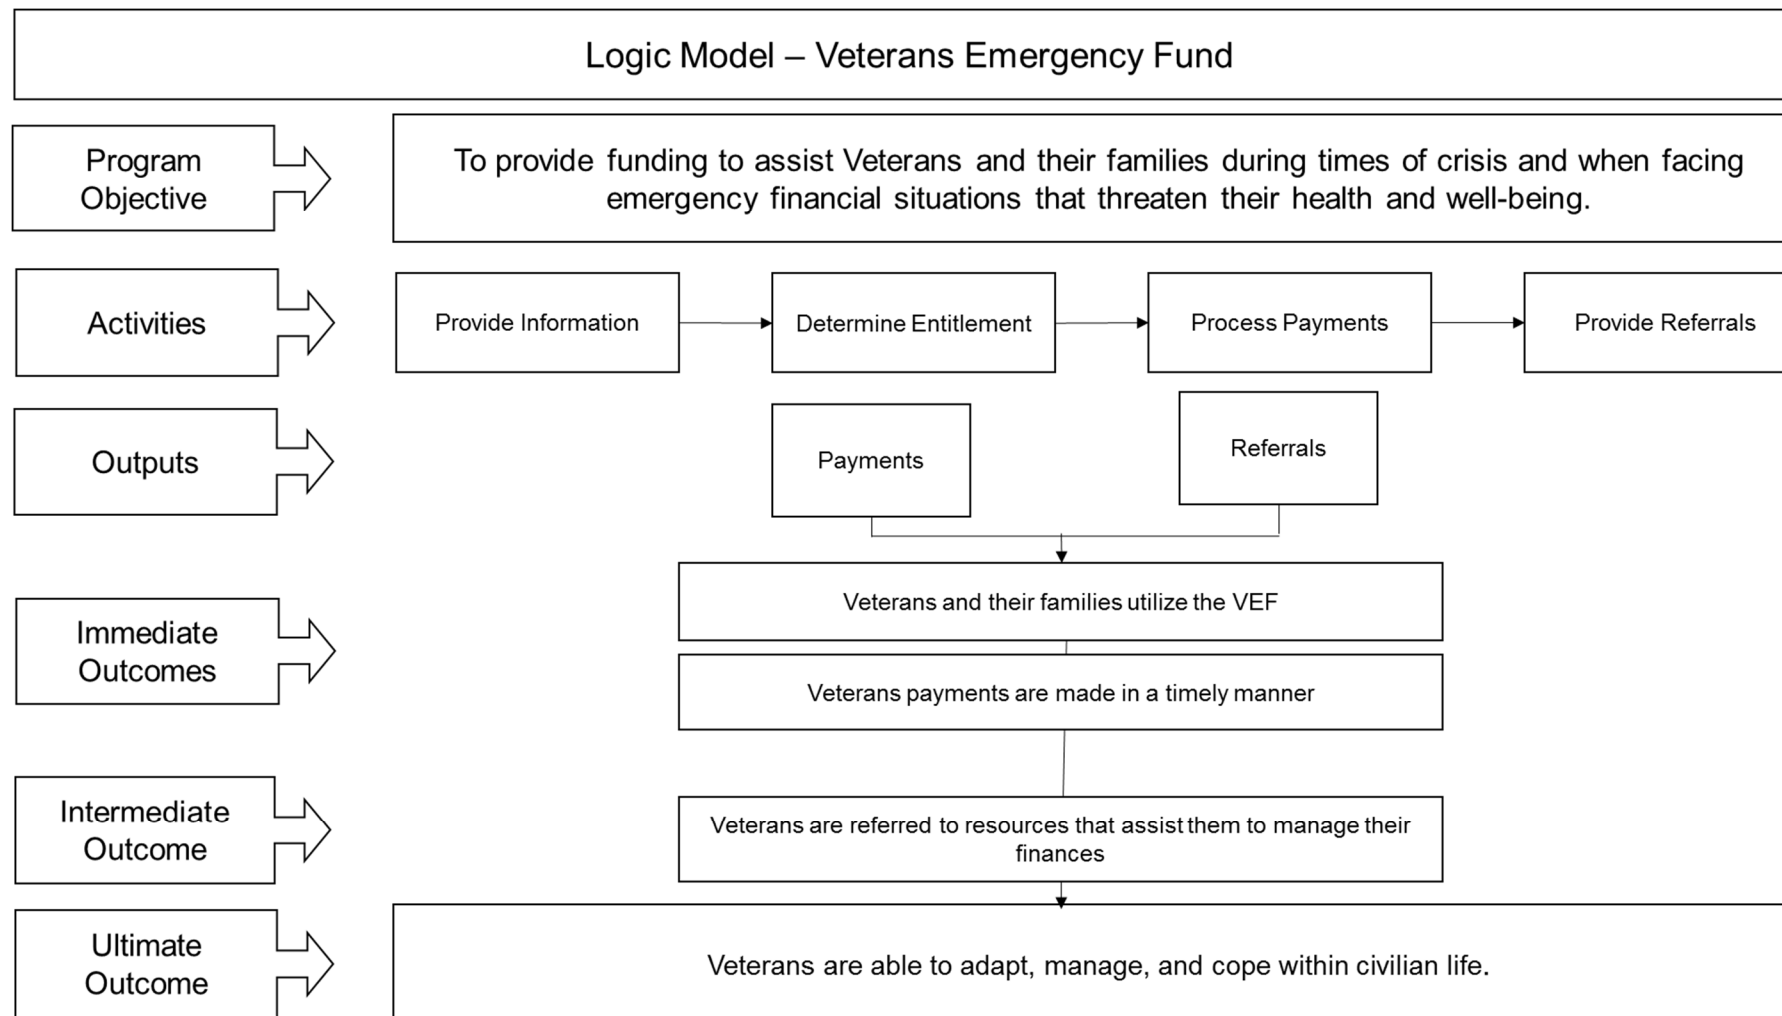 Logic Model – Veterans Emergency Fund
Program
Objective
To provide funding to assist Veterans and their families during times of crisis and when facing
emergency financial situations that threaten their health and well-being.
Activities
Provide Information
Determine Entitlement
Process Payments
Provide Referrals
Outputs
Payments
Referrals
Immediate
Outcomes
Veterans and their families utilize the VEF
Veterans payments are made in a timely manner
Intermediate
Outcome
Veterans are referred to resources that assist them to manage their
finances
Ultimate
Outcome
Veterans are able to adapt, manage, and cope within civilian life.